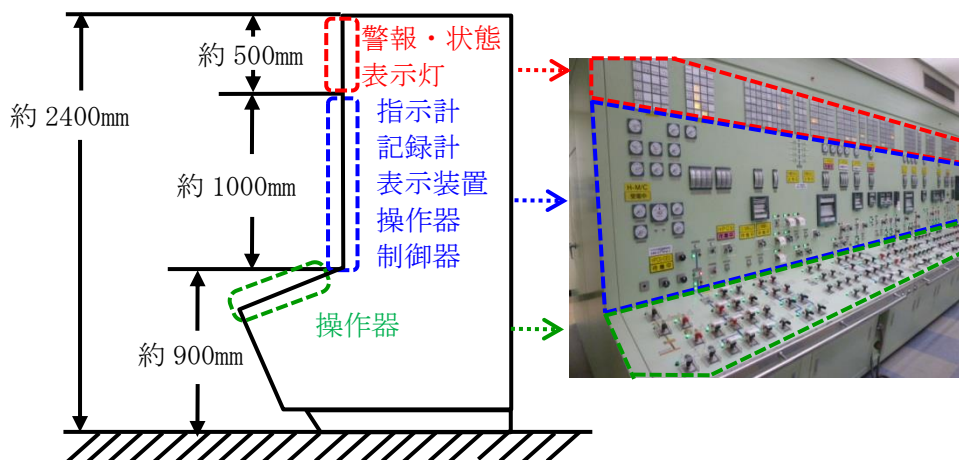 約 500mm
警報・状態
表示灯
約 2400mm
指示計
記録計
表示装置
操作器
制御器
約 1000mm
操作器
約 900mm
H-M/C